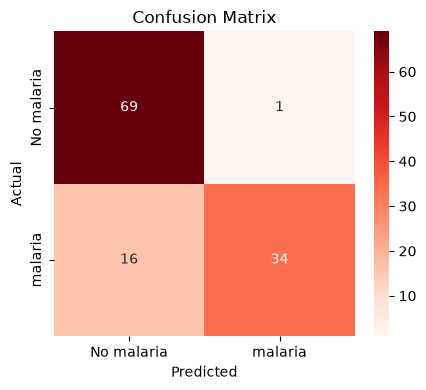 Confusion Matrix
No malaria
malaria
Actual
69
1
16
34
No malaria
malaria
Predicted
60
50
40
30
20
10